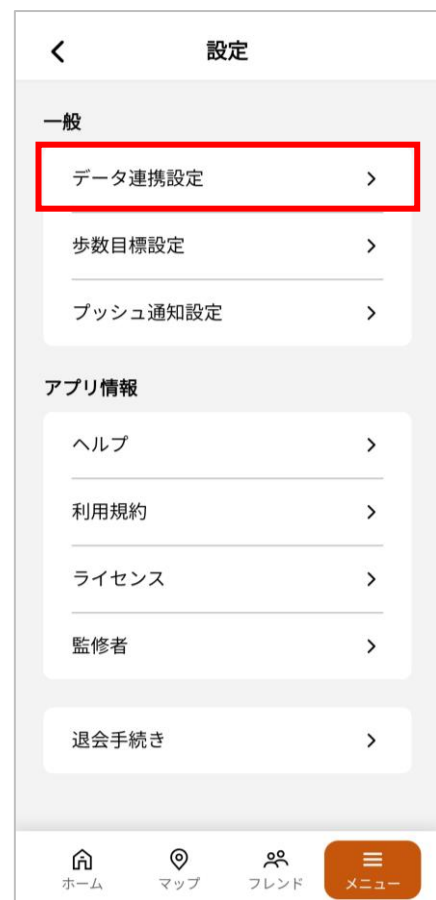 設定
一般
データ連携設定
歩数目標設定
プッシュ通知設定
アプリ情報
ヘルプ
利用規約
ライセンス
監修者
退会手続き
ホーム マップ フレンド メニュー